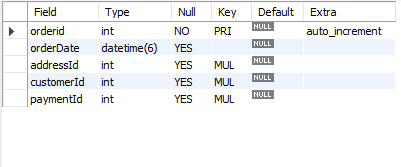 Field Type Null Key Default Extra
orderid int NO PRI NULL auto_increment
orderDate datetime(6) YES NULL
addressId int YES MUL NULL
customerId int YES MUL NULL
paymentId int YES MUL NULL